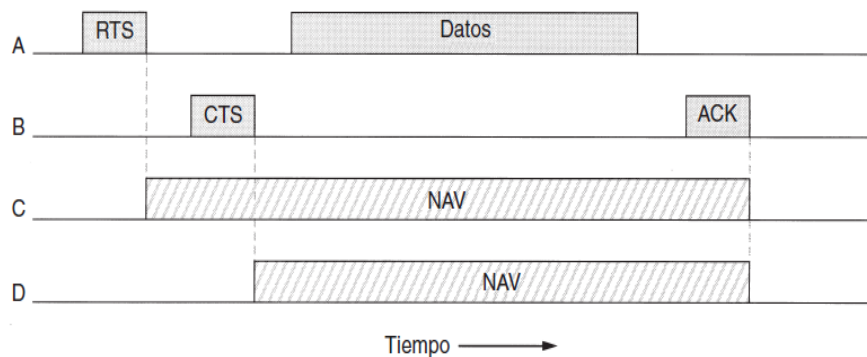 A RTS Datos
B CTS ACK
C NAV
D NAV
Tiempo